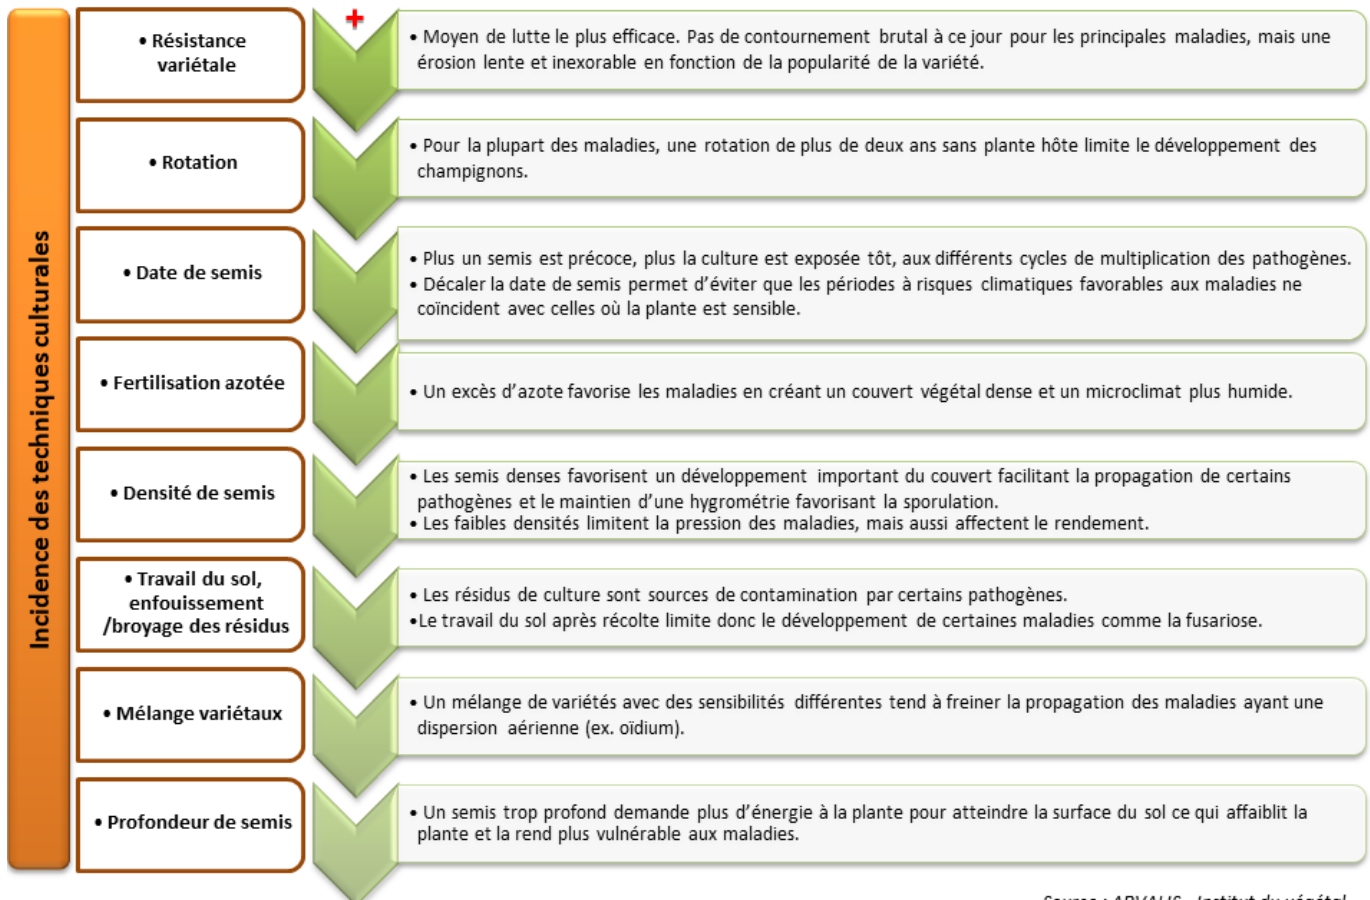 Incidence des techniques culturales
• Résistance
variétale
+
• Moyen de lutte le plus efficace. Pas de contournement brutal à ce jour pour les principales maladies, mais une
érosion lente et inexorable en fonction de la popularité de la variété.
• Rotation
• Pour la plupart des maladies, une rotation de plus de deux ans sans plante hôte limite le développement des
champignons.
• Date de semis
• Plus un semis est précoce, plus la culture est exposée tôt, aux différents cycles de multiplication des pathogènes.
• Décaler la date de semis permet d'éviter que les périodes à risques climatiques favorables aux maladies ne
coïncident avec celles où la plante est sensible.
• Fertilisation azotée
• Un excès d'azote favorise les maladies en créant un couvert végétal dense et un microclimat plus humide.
• Densité de semis
• Les semis denses favorisent un développement important du couvert facilitant la propagation de certains
pathogènes et le maintien d'une hygrométrie favorisant la sporulation.
• Les faibles densités limitent la pression des maladies, mais aussi affectent le rendement.
• Travail du sol,
enfouissement
/broyage des résidus
• Les résidus de culture sont sources de contamination par certains pathogènes.
•Le travail du sol après récolte limite donc le développement de certaines maladies comme la fusariose.
• Mélange variétaux
• Un mélange de variétés avec des sensibilités différentes tend à freiner la propagation des maladies ayant une
dispersion aérienne (ex. oïdium).
• Profondeur de semis
• Un semis trop profond demande plus d'énergie à la plante pour atteindre la surface du sol ce qui affaiblit la
plante et la rend plus vulnérable aux maladies.
Source : ARVALIS - Institut du végétal